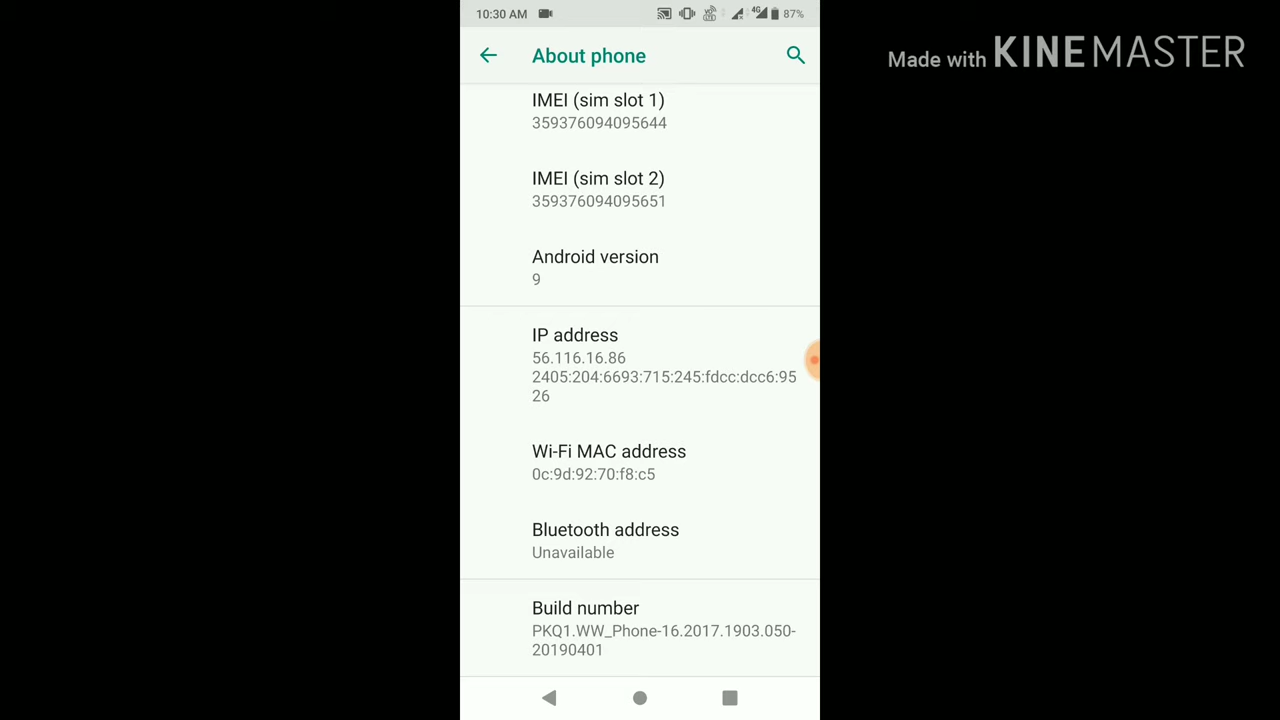 10:30 AM
4G 87%
Made with KINEMASTER
About phone
IMEI (sim slot 1)
359376094095644
IMEI (sim slot 2)
359376094095651
Android version
9
IP address
56.116.16.86
2405:204:6693:715:245:fdcc:dcc6:95
26
Wi-Fi MAC address
0c:9d:92:70:f8:c5
Bluetooth address
Unavailable
Build number
PKQ1.WW_Phone-16.2017.1903.050-
20190401